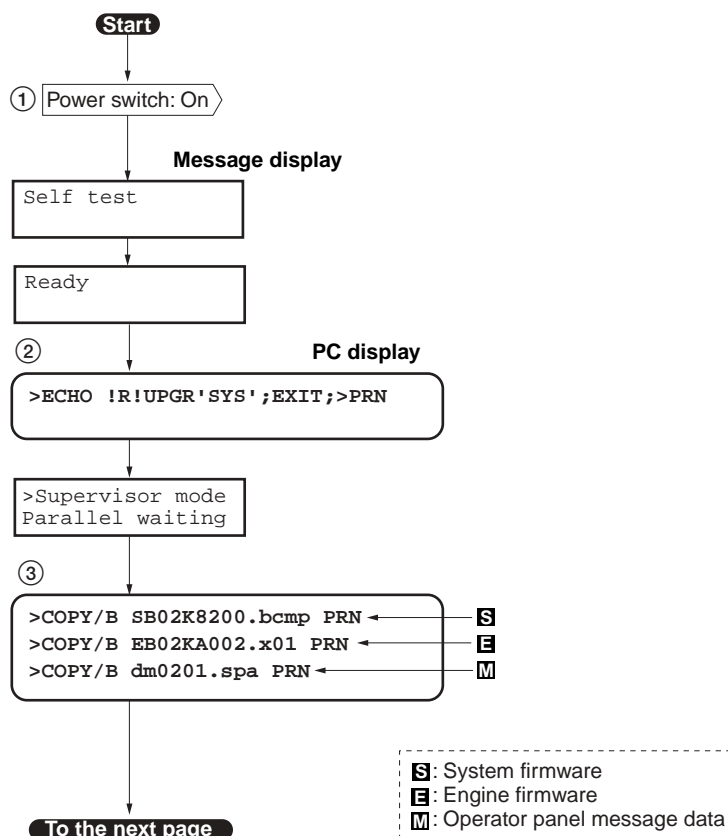 Start
① Power switch: On
Message display
Self test
Ready
②
PC display
>ECHO !R!UPGR'SYS';EXIT;>PRN
>Supervisor mode
Parallel waiting
③
>COPY/B SB02K8200.bcmp PRN S
>COPY/B EB02KA002.x01 PRN E
>COPY/B dm0201.spa PRN M
S: System firmware
E: Engine firmware
M: Operator panel message data
To the next page